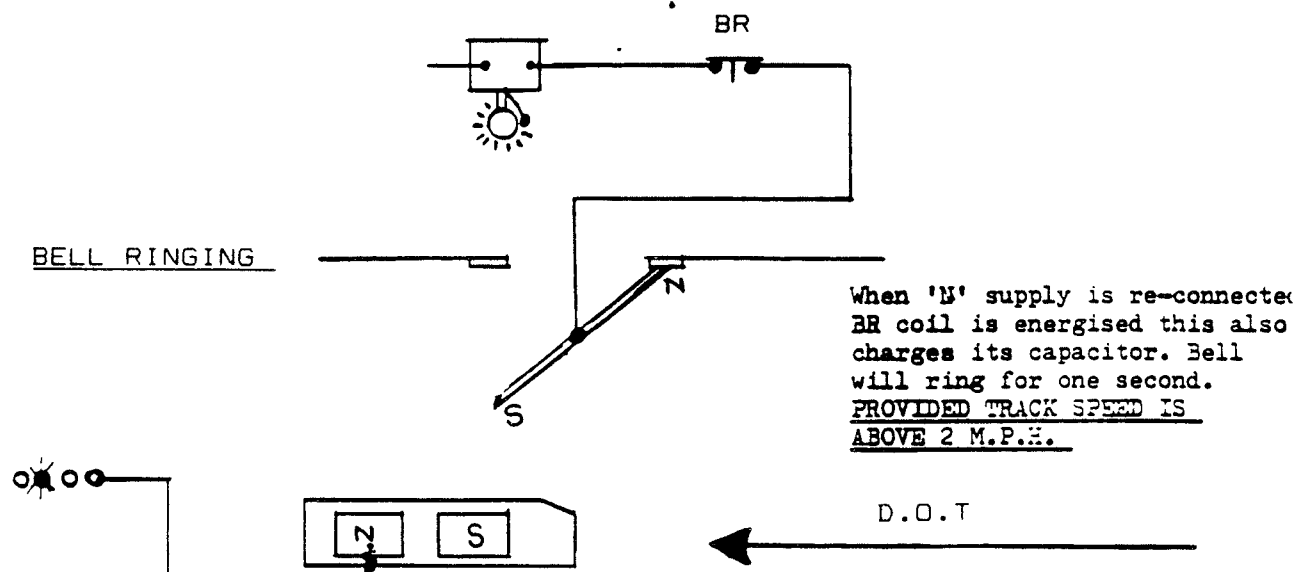 BR
BELL RINGING
N
S
When 'N' supply is re-connected
BR coil is energised this also
charges its capacitor. Bell
will ring for one second.
PROVIDED TRACK SPEED IS
ABOVE 2 M.P.H.
D.O.T
N S